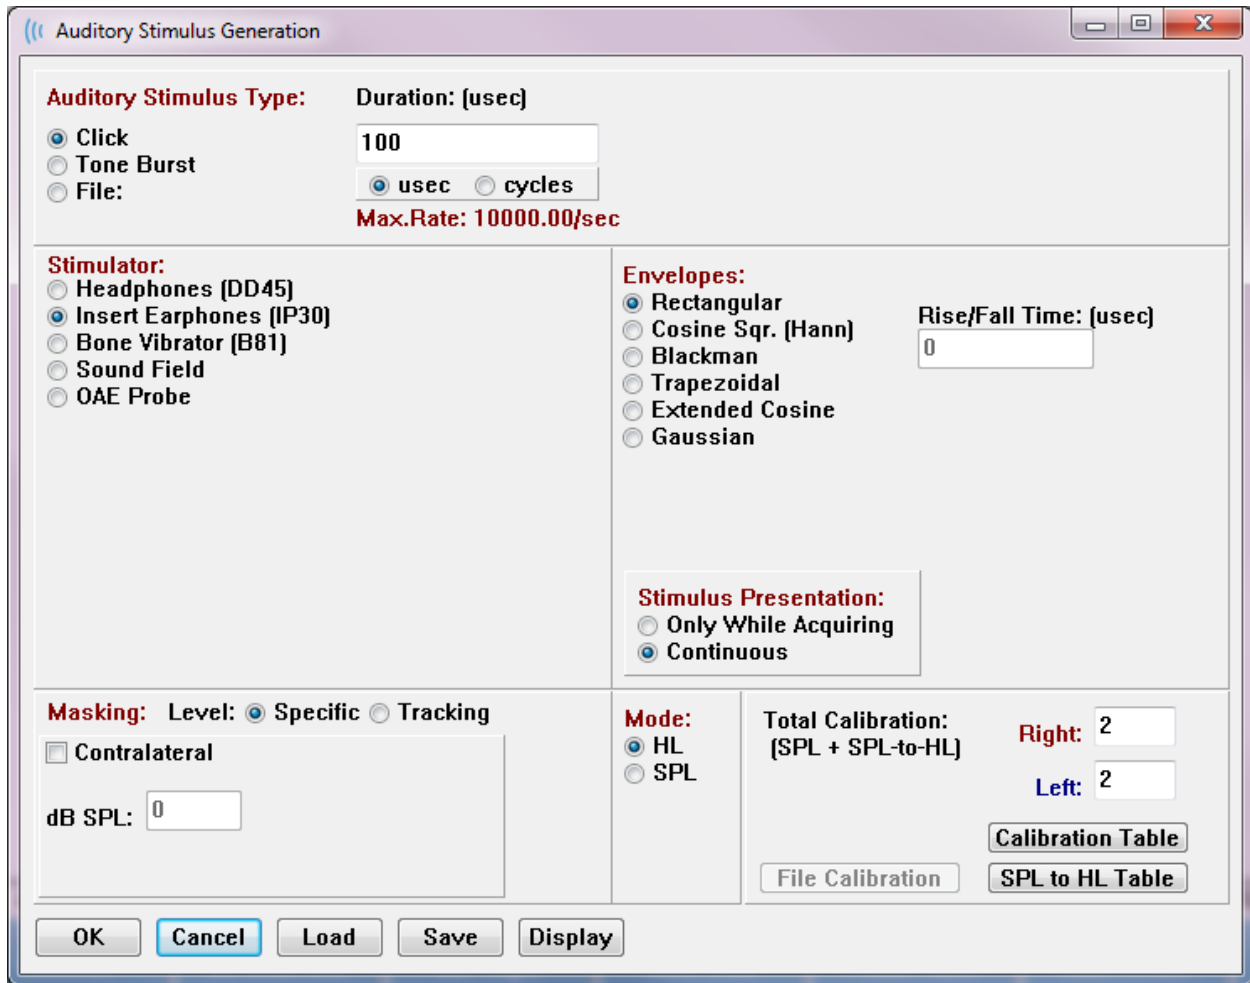 Auditory Stimulus Generation
Auditory Stimulus Type:
Click
Tone Burst
File:
Duration: (usec)
100
usec cycles
Max.Rate: 10000.00/sec
Stimulator:
Headphones (DD45)
Insert Earphones (IP30)
Bone Vibrator (B81)
Sound Field
OAE Probe
Envelopes:
Rectangular
Cosine Sqr. (Hann)
Blackman
Trapezoidal
Extended Cosine
Gaussian
Rise/Fall Time: (usec)
0
Stimulus Presentation:
Only While Acquiring
Continuous
Masking: Level: Specific Tracking
Contralateral
dB SPL: 0
Mode:
HL
SPL
Total Calibration:
(SPL + SPL-to-HL)
Right: 2
Left: 2
Calibration Table
File Calibration SPL to HL Table
OK Cancel Load Save Display